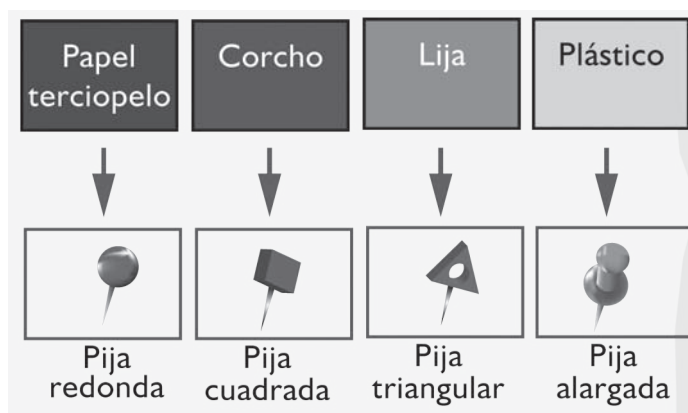 Papel
terciopelo
Corcho
Lija
Plástico
Pija
redonda
Pija
cuadrada
Pija
triangular
Pija
alargada